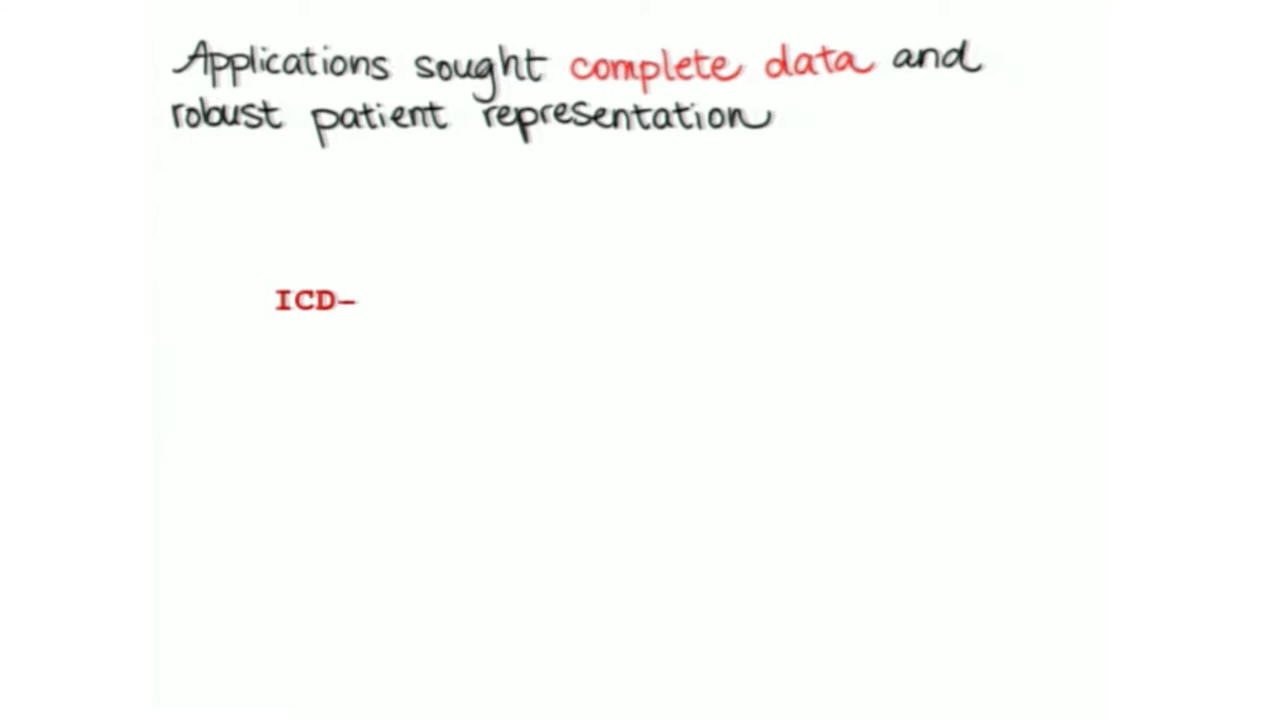 Applications sought complete data and
robust patient representation
ICD-